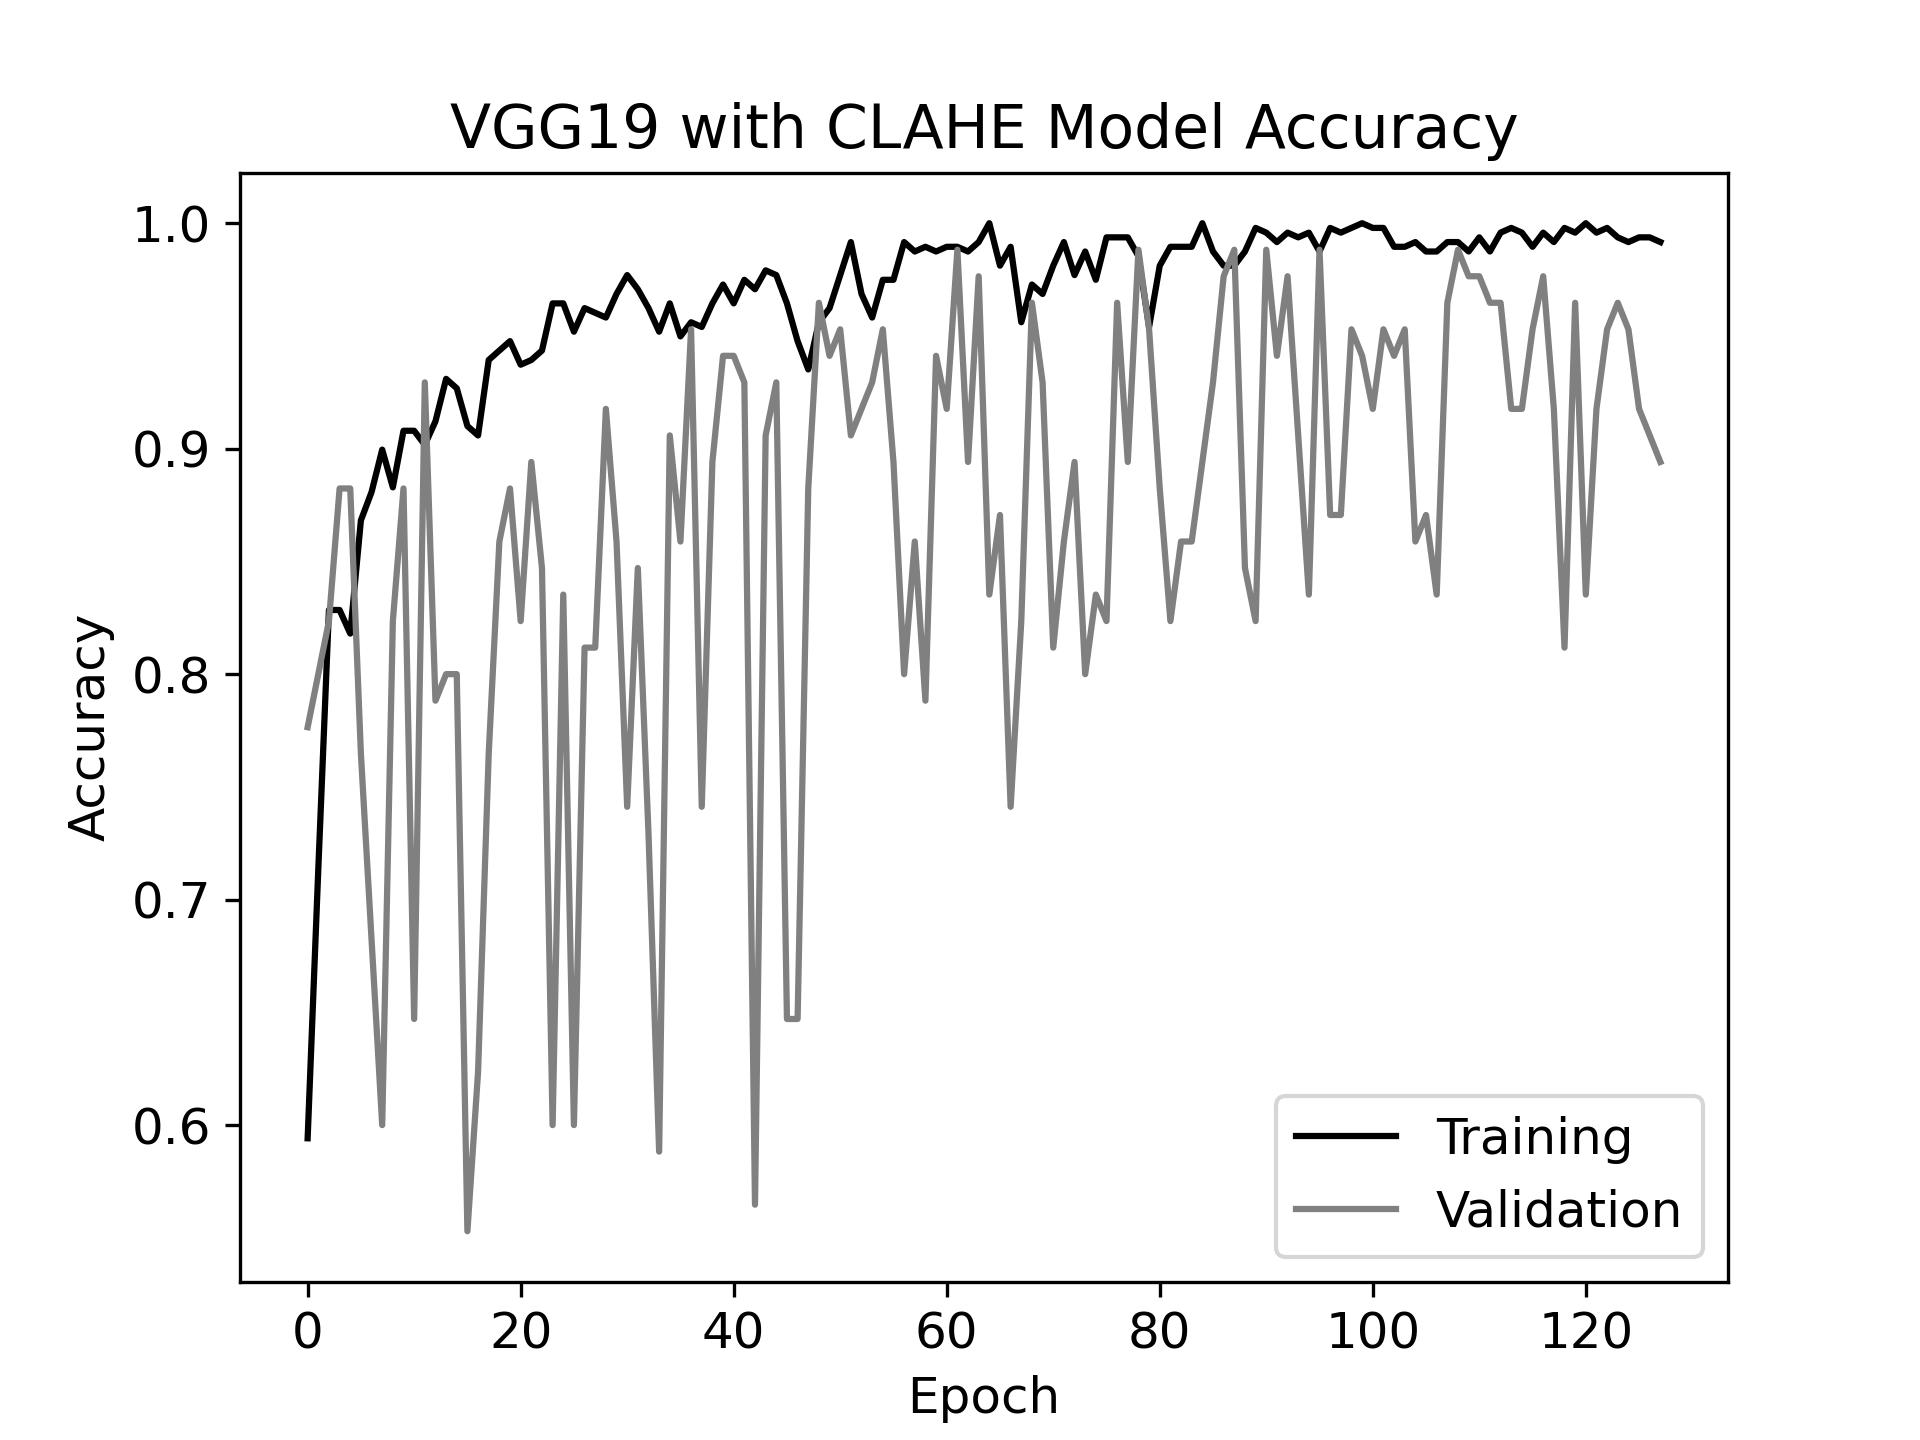 VGG19 with CLAHE Model Accuracy
1.0
0.9
0.8
0.7
0.6
Accuracy
Training
Validation
0 20 40 60 80 100 120
Epoch